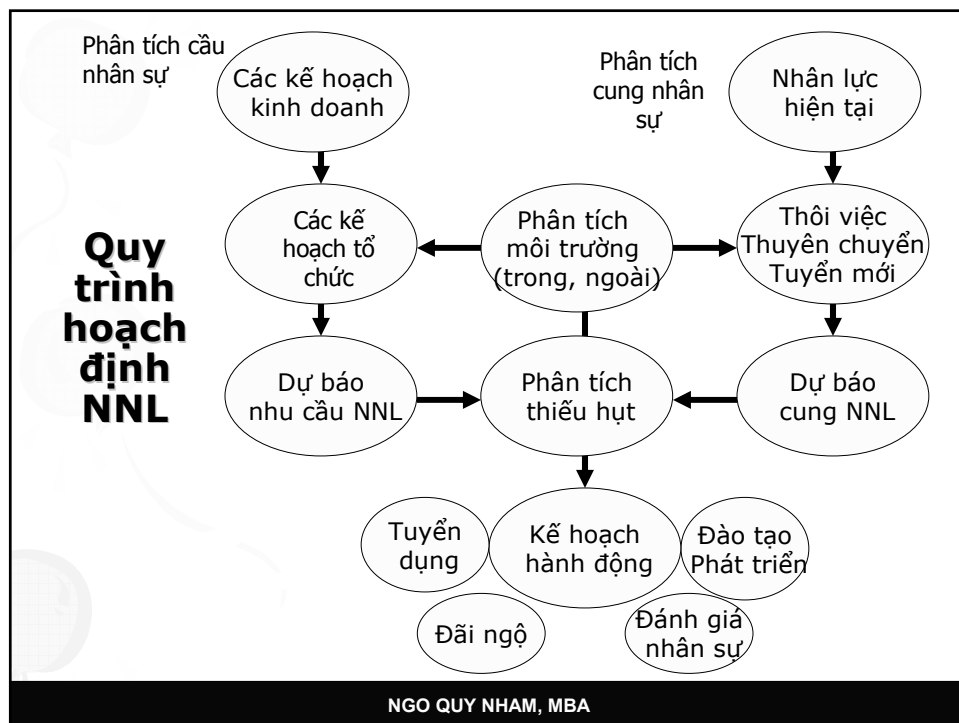 Phân tích cầu
nhân sự
Các kế hoạch
kinh doanh
Phân tích
cung nhân
sự
Nhân lực
hiện tại
Quy
trình
hoạch
định
NNL
Các kế
hoạch tổ
chức
Phân tích
môi trường
(trong, ngoài)
Thôi việc
Thuyên chuyển
Tuyển mới
Dự báo
nhu cầu NNL
Phân tích
thiếu hụt
Dự báo
cung NNL
Tuyển
dụng
Kế hoạch
hành động
Đào tạo
Phát triển
Đãi ngộ
Đánh giá
nhân sự
NGO QUY NHAM, MBA